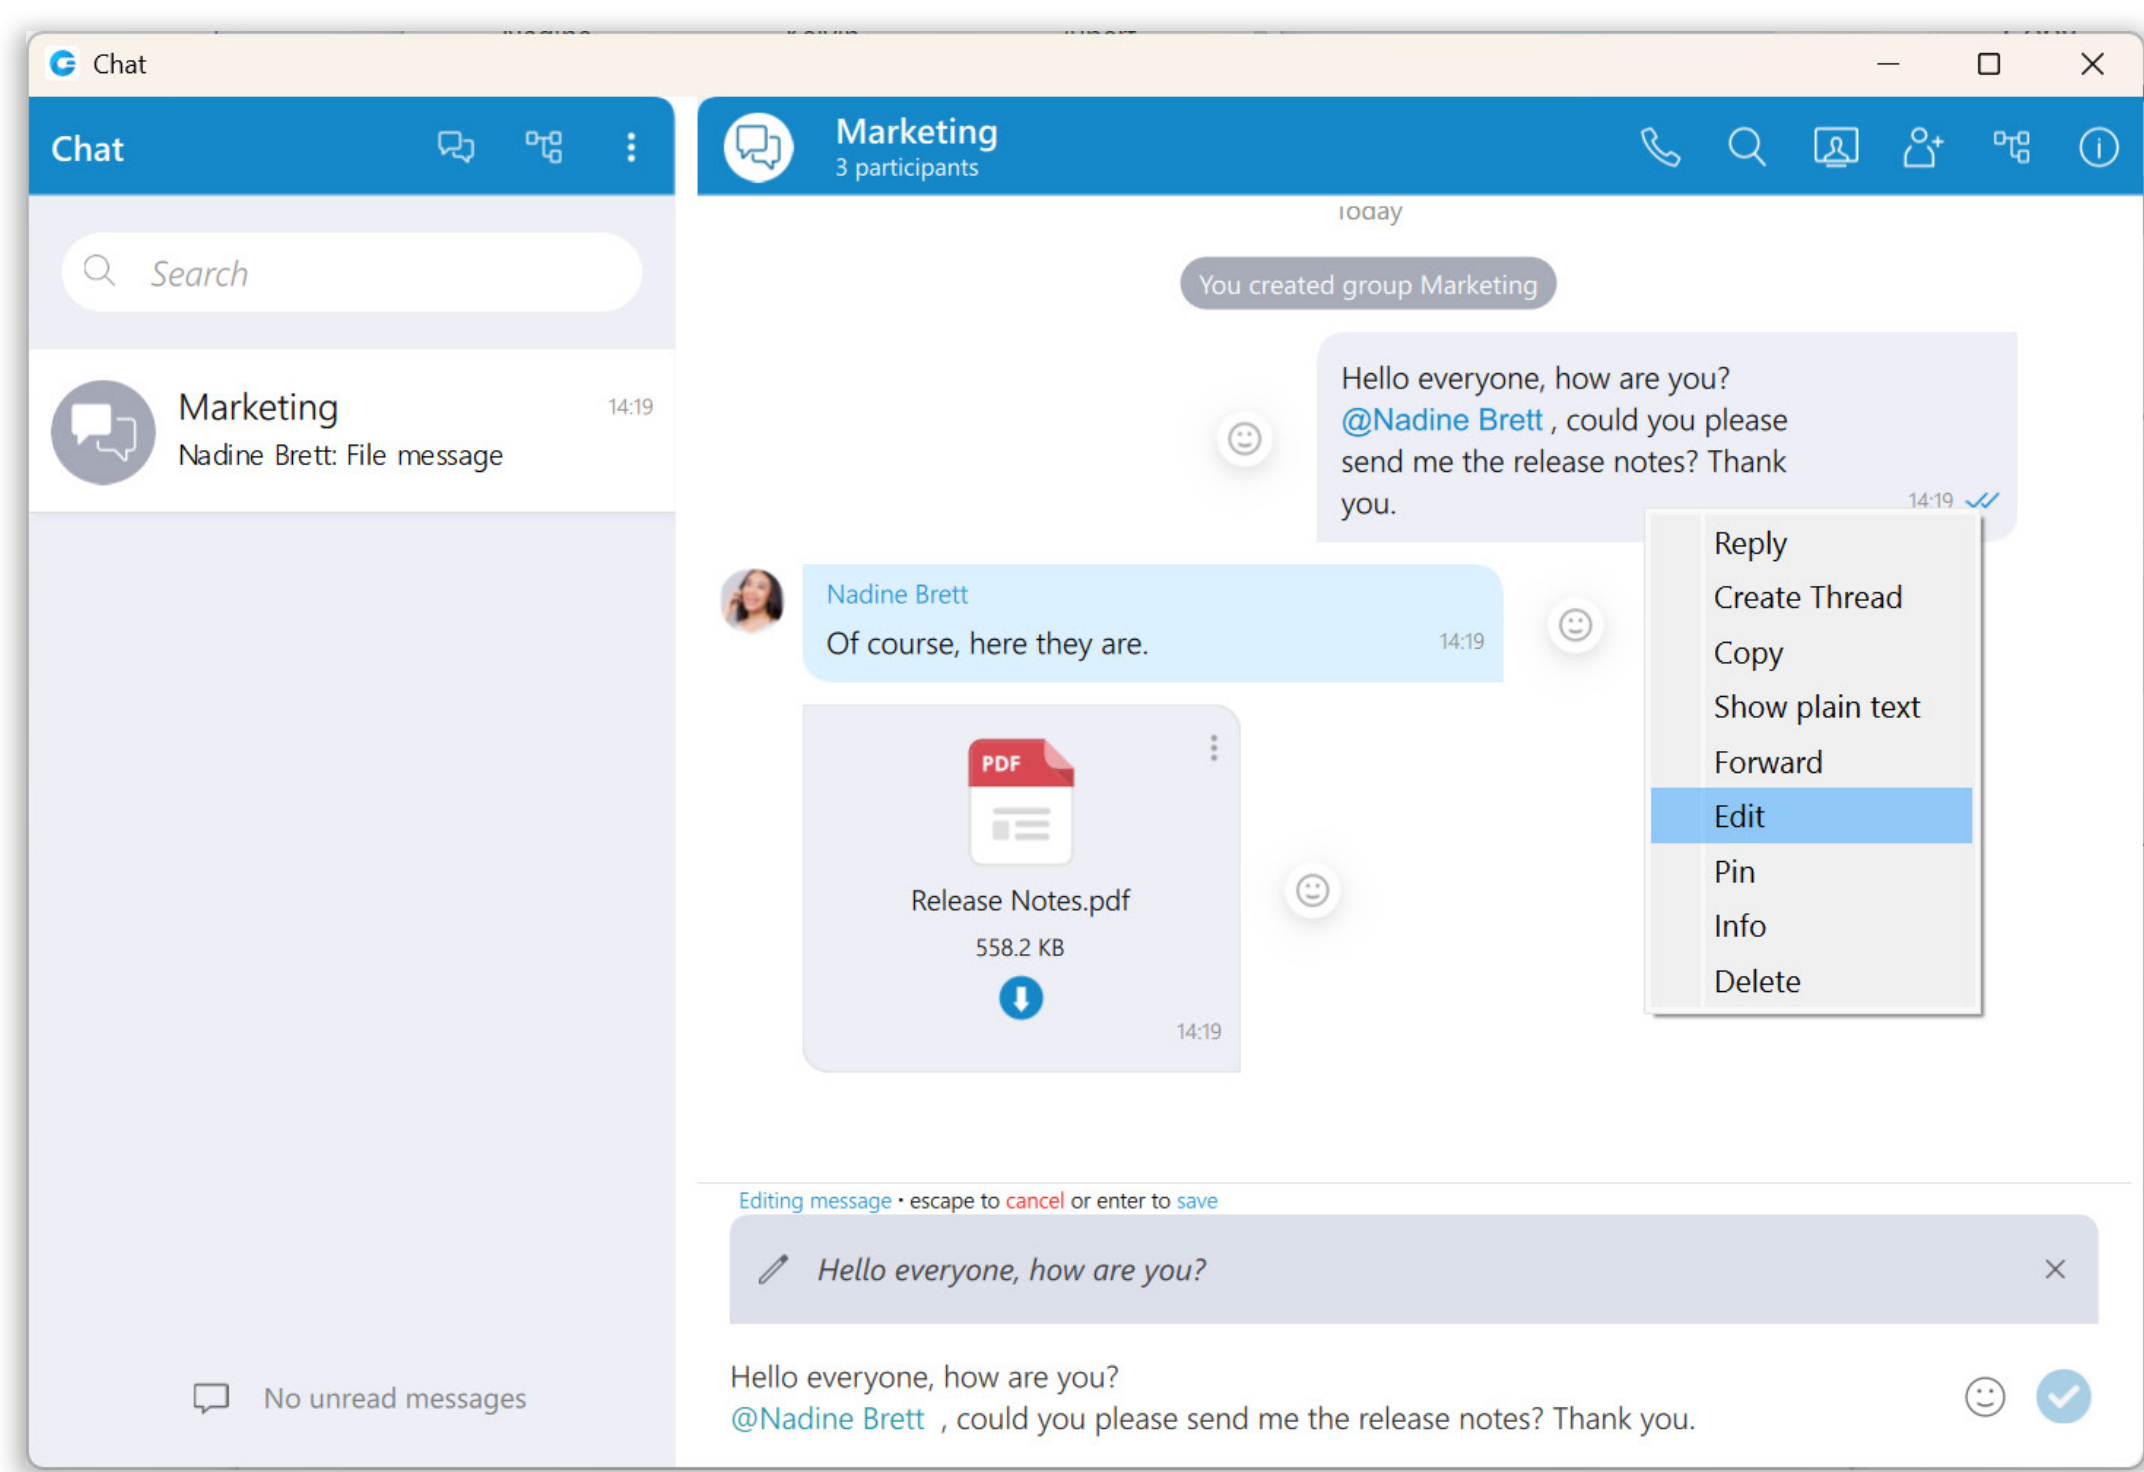 Chat
Chat
Marketing
3 participants
Search
Marketing
14:19
Nadine Brett: File message
No unread messages
Today
You created group Marketing
Hello everyone, how are you?
@Nadine Brett , could you please
send me the release notes? Thank
you.
14:19
Nadine Brett
Of course, here they are.
14:19
PDF
Release Notes.pdf
558.2 KB
14:19
Reply
Create Thread
Copy
Show plain text
Forward
Edit
Pin
Info
Delete
Editing message • escape to cancel or enter to save
Hello everyone, how are you?
Hello everyone, how are you?
@Nadine Brett , could you please send me the release notes? Thank you.